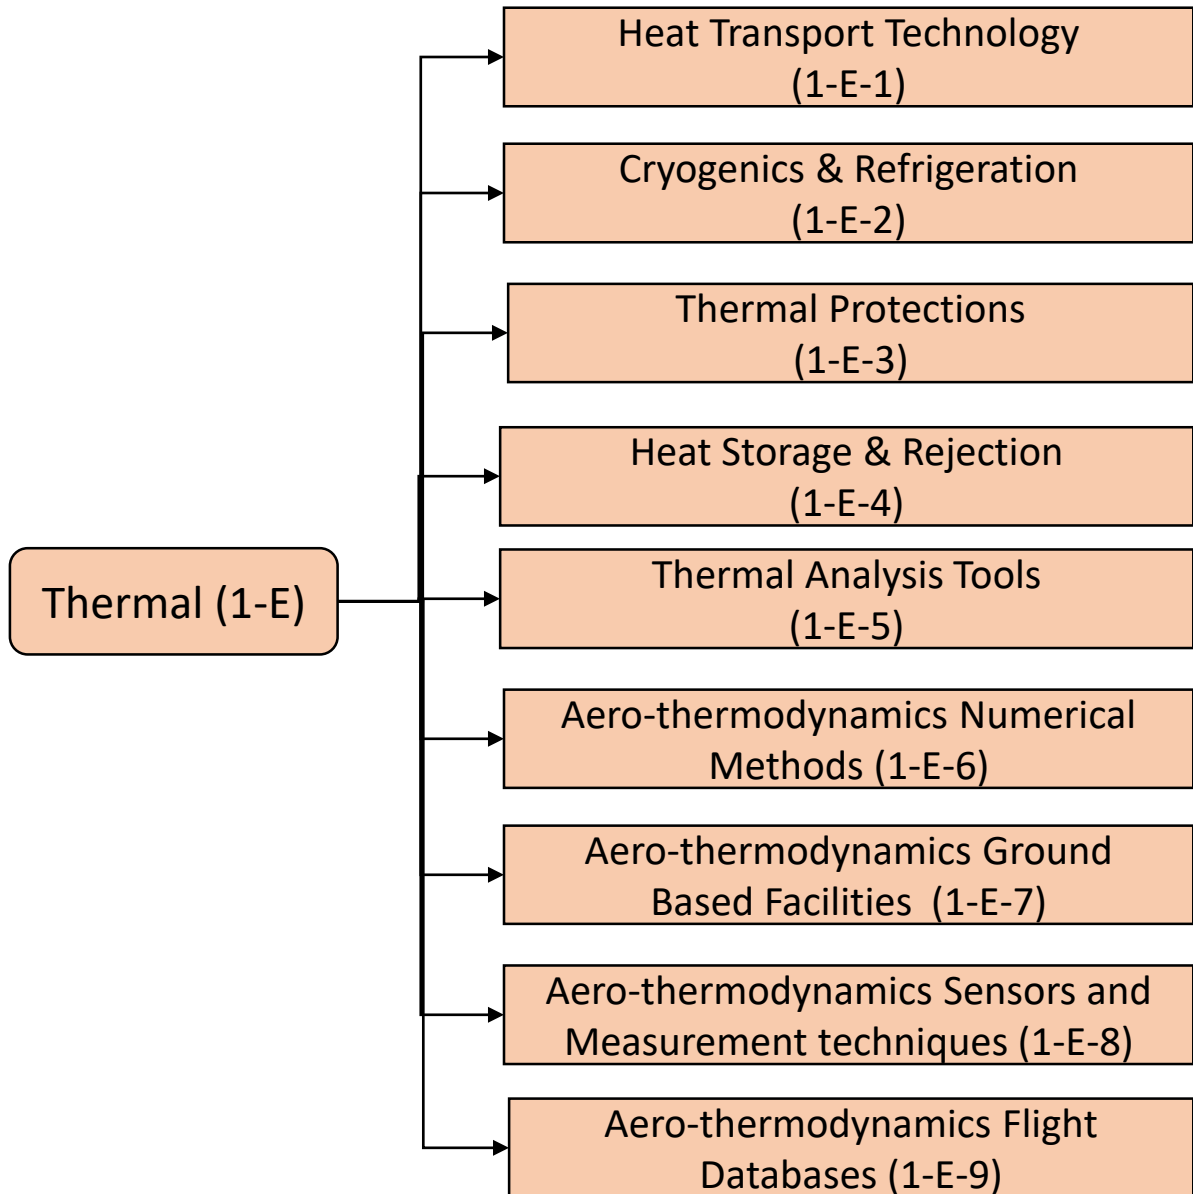 Heat Transport Technology
(1-E-1)
Cryogenics & Refrigeration
(1-E-2)
Thermal Protections
(1-E-3)
Heat Storage & Rejection
(1-E-4)
Thermal (1-E)
Thermal Analysis Tools
(1-E-5)
Aero-thermodynamics Numerical
Methods (1-E-6)
Aero-thermodynamics Ground
Based Facilities (1-E-7)
Aero-thermodynamics Sensors and
Measurement techniques (1-E-8)
Aero-thermodynamics Flight
Databases (1-E-9)